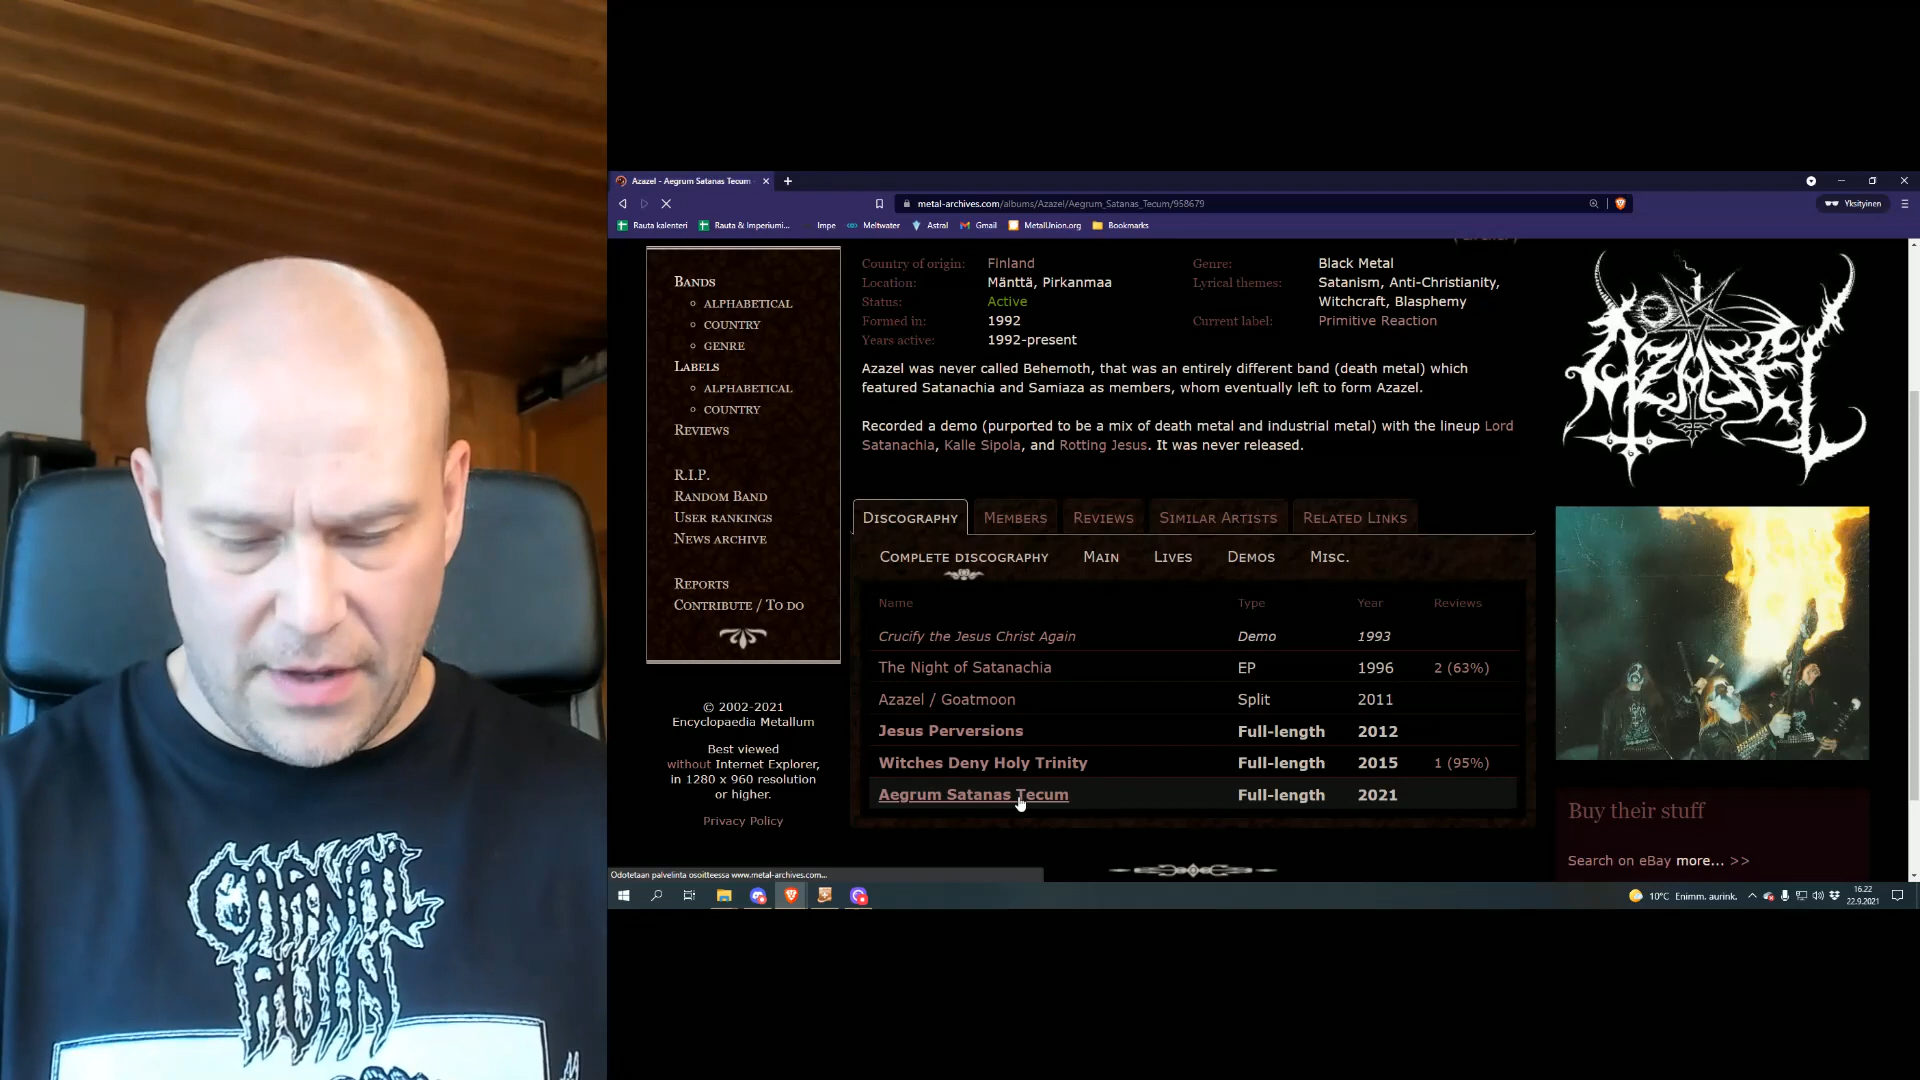 Azazel - Aegrum Satanas Tecum
metal-archives.com/albums/Azazel/Aegrum_Satanas_Tecum/958679
Yksityinen
Rauta kalenteri
Rauta & Imperiumi...
Impe
Meltwater
Astral
Gmail
MetalUnion.org
Bookmarks
BANDS
ALPHABETICAL
COUNTRY
GENRE
LABELS
ALPHABETICAL
COUNTRY
REVIEWS
R.I.P.
RANDOM BAND
USER RANKINGS
NEWS ARCHIVE
REPORTS
CONTRIBUTE / TO DO
© 2002-2021
Encyclopaedia Metallum
Best viewed
without Internet Explorer,
in 1280 x 960 resolution
or higher.
Privacy Policy
Country of origin: Finland
Location: Mänttä, Pirkanmaa
Status: Active
Formed in: 1992
Years active: 1992-present
Genre: Black Metal
Lyrical themes: Satanism, Anti-Christianity,
Witchcraft, Blasphemy
Current label: Primitive Reaction
Azazel was never called Behemoth, that was an entirely different band (death metal) which
featured Satanachia and Samiaza as members, whom eventually left to form Azazel.
Recorded a demo (purported to be a mix of death metal and industrial metal) with the lineup Lord
Satanachia, Kalle Sipola, and Rotting Jesus. It was never released.
DISCOGRAPHY MEMBERS REVIEWS SIMILAR ARTISTS RELATED LINKS
COMPLETE DISCOGRAPHY MAIN LIVES DEMOS MISC.
Name Type Year Reviews
Crucify the Jesus Christ Again Demo 1993
The Night of Satanachia EP 1996 2 (63%)
Azazel / Goatmoon Split 2011
Jesus Perversions Full-length 2012
Witches Deny Holy Trinity Full-length 2015 1 (95%)
Aegrum Satanas Tecum Full-length 2021
AZAZEL
Buy their stuff
Search on eBay more... >>
Odotetaan palvelinta osoitteessa www.metal-archives.com...
10°C Enimm. aurink.
16.22
22.9.2021
CARNAL
RUIN